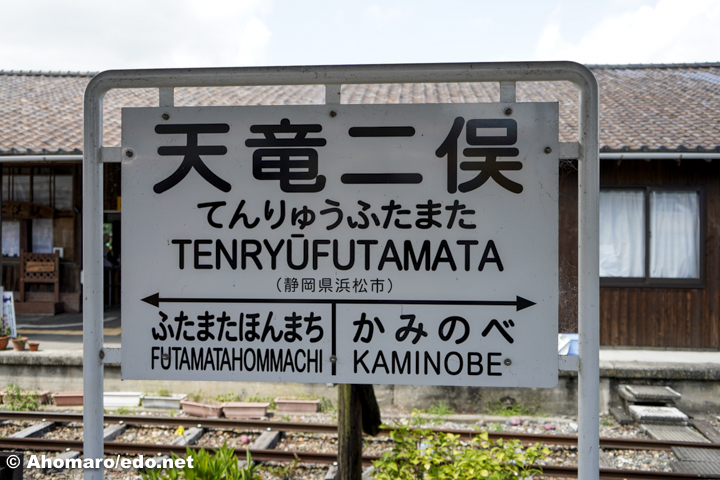 天竜二俣
てんりゅうふたまた
TENRYŪFUTAMATA
(静岡県浜松市)
ふたまたほんまち かみのべ
FUTAMATAHOMMACHI KAMINOBE
© Ahomaro/edo.net